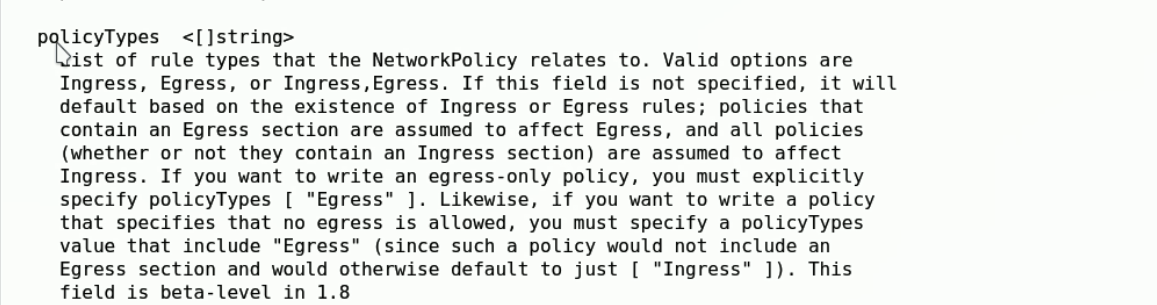 policyTypes  <[]string>
List of rule types that the NetworkPolicy relates to. Valid options are
Ingress, Egress, or Ingress,Egress. If this field is not specified, it will
default based on the existence of Ingress or Egress rules; policies that
contain an Egress section are assumed to affect Egress, and all policies
(whether or not they contain an Ingress section) are assumed to affect
Ingress. If you want to write an egress-only policy, you must explicitly
specify policyTypes [ "Egress" ]. Likewise, if you want to write a policy
that specifies that no egress is allowed, you must specify a policyTypes
value that include "Egress" (since such a policy would not include an
Egress section and would otherwise default to just [ "Ingress" ]). This
field is beta-level in 1.8